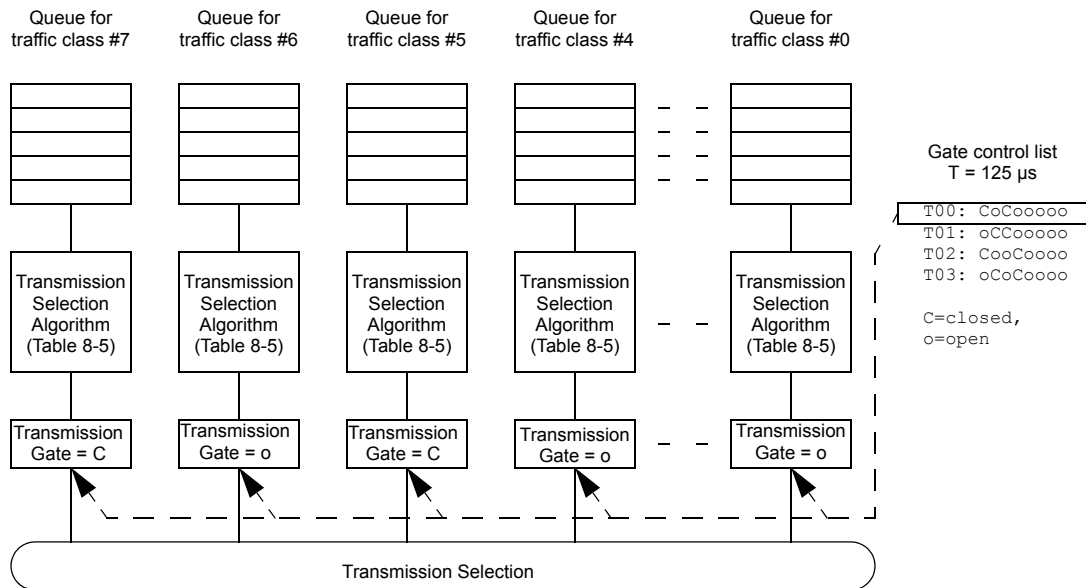 Queue for
traffic class #7
Queue for
traffic class #6
Queue for
traffic class #5
Queue for
traffic class #4
Queue for
traffic class #0
Gate control list
T = 125 µs
T00: CoCooooo
T01: oCCooooo
T02: CooCoooo
T03: oCoCoooo
C=closed,
o=open
Transmission
Selection
Algorithm
(Table 8-5)
Transmission
Selection
Algorithm
(Table 8-5)
Transmission
Selection
Algorithm
(Table 8-5)
Transmission
Selection
Algorithm
(Table 8-5)
Transmission
Selection
Algorithm
(Table 8-5)
Transmission
Gate = C
Transmission
Gate = o
Transmission
Gate = C
Transmission
Gate = o
Transmission
Gate = o
Transmission Selection